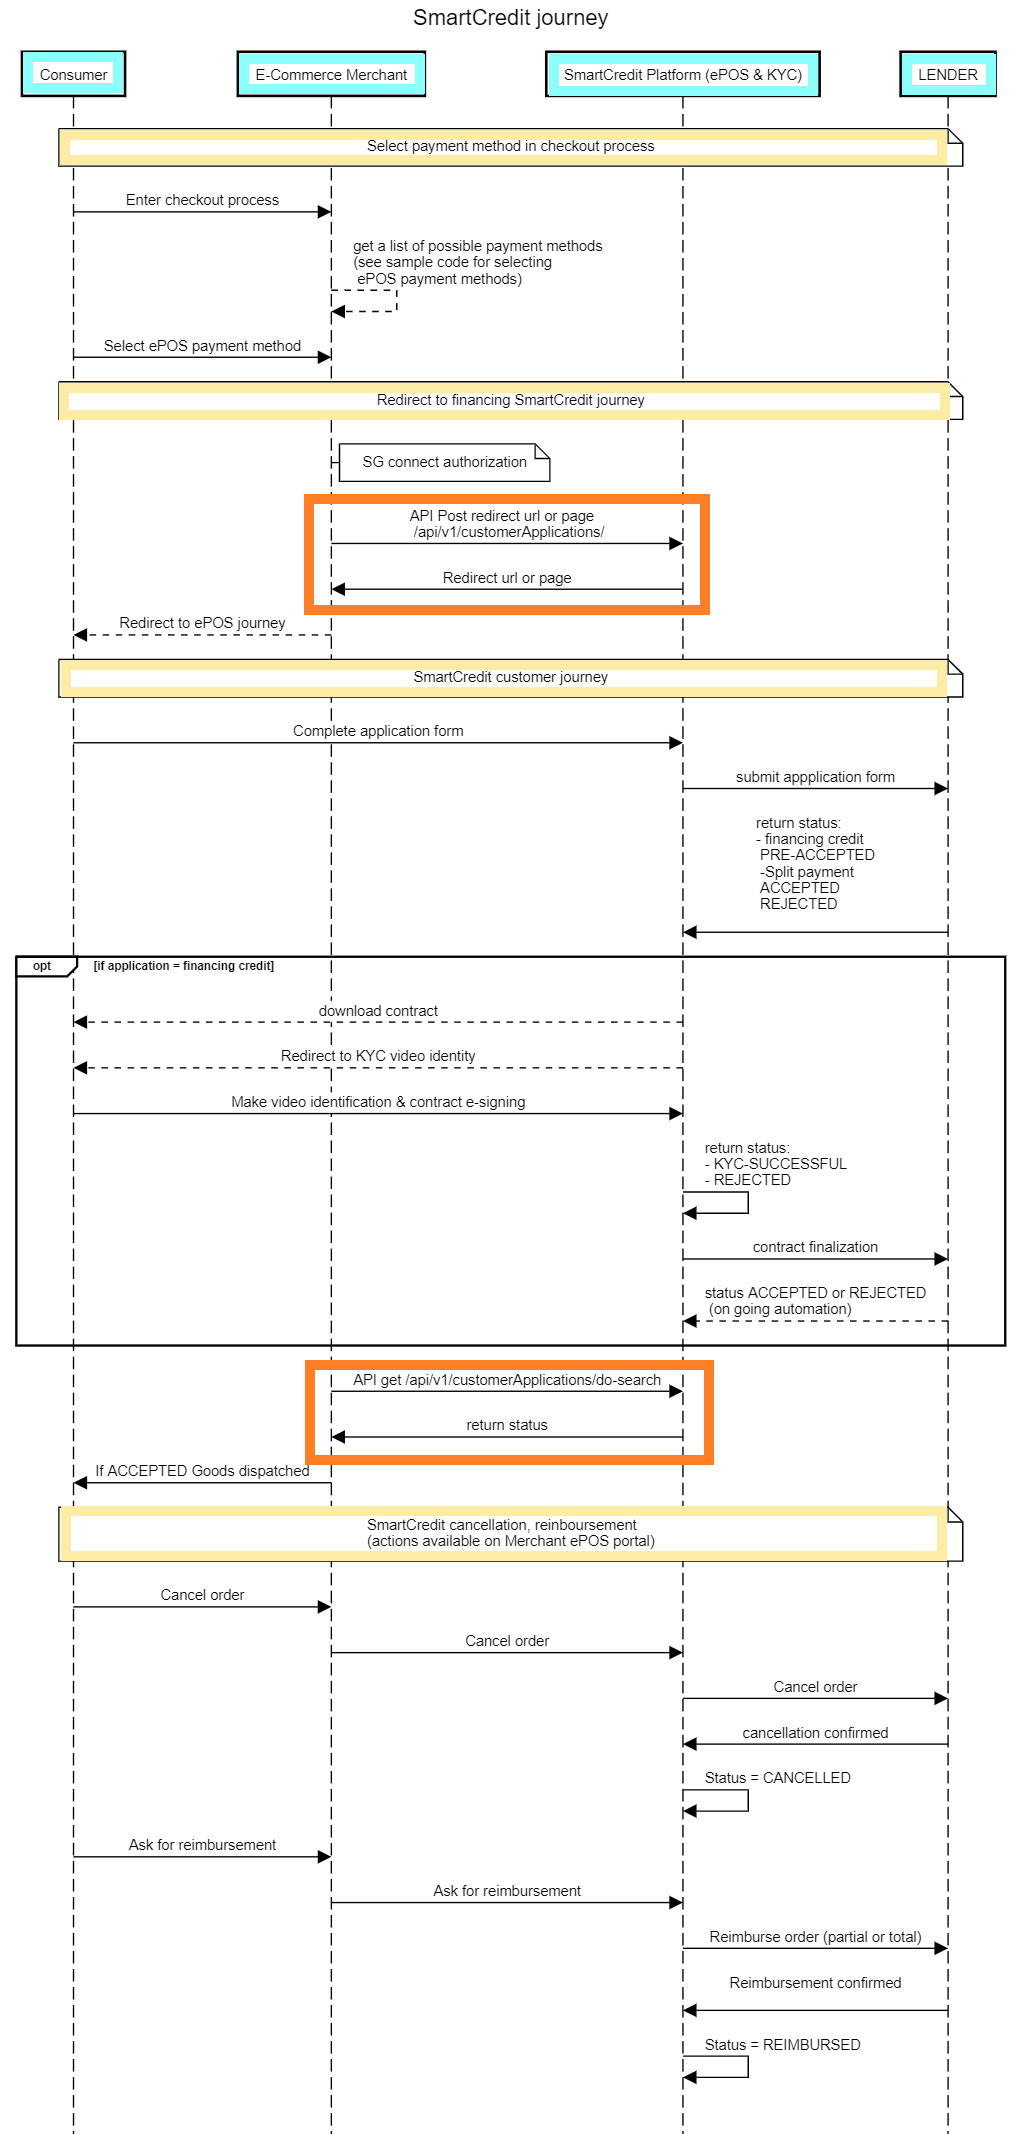 SmartCredit journey
Consumer
E-Commerce Merchant
SmartCredit Platform (ePOS & KYC)
LENDER
Select payment method in checkout process
Enter checkout process
get a list of possible payment methods
(see sample code for selecting
ePOS payment methods)
Select ePOS payment method
Redirect to financing SmartCredit journey
SG connect authorization
API Post redirect url or page
/api/v1/customerApplications/
Redirect url or page
Redirect to ePOS journey
SmartCredit customer journey
Complete application form
submit appplication form
return status:
- financing credit
PRE-ACCEPTED
-Split payment
ACCEPTED
REJECTED
opt
[if application = financing credit]
download contract
Redirect to KYC video identity
Make video identification & contract e-signing
return status:
- KYC-SUCCESSFUL
- REJECTED
contract finalization
status ACCEPTED or REJECTED
(on going automation)
API get /api/v1/customerApplications/do-search
return status
If ACCEPTED Goods dispatched
SmartCredit cancellation, reinboursement
(actions available on Merchant ePOS portal)
Cancel order
Cancel order
Cancel order
cancellation confirmed
Status = CANCELLED
Ask for reimbursement
Ask for reimbursement
Reimburse order (partial or total)
Reimbursement confirmed
Status = REIMBURSED